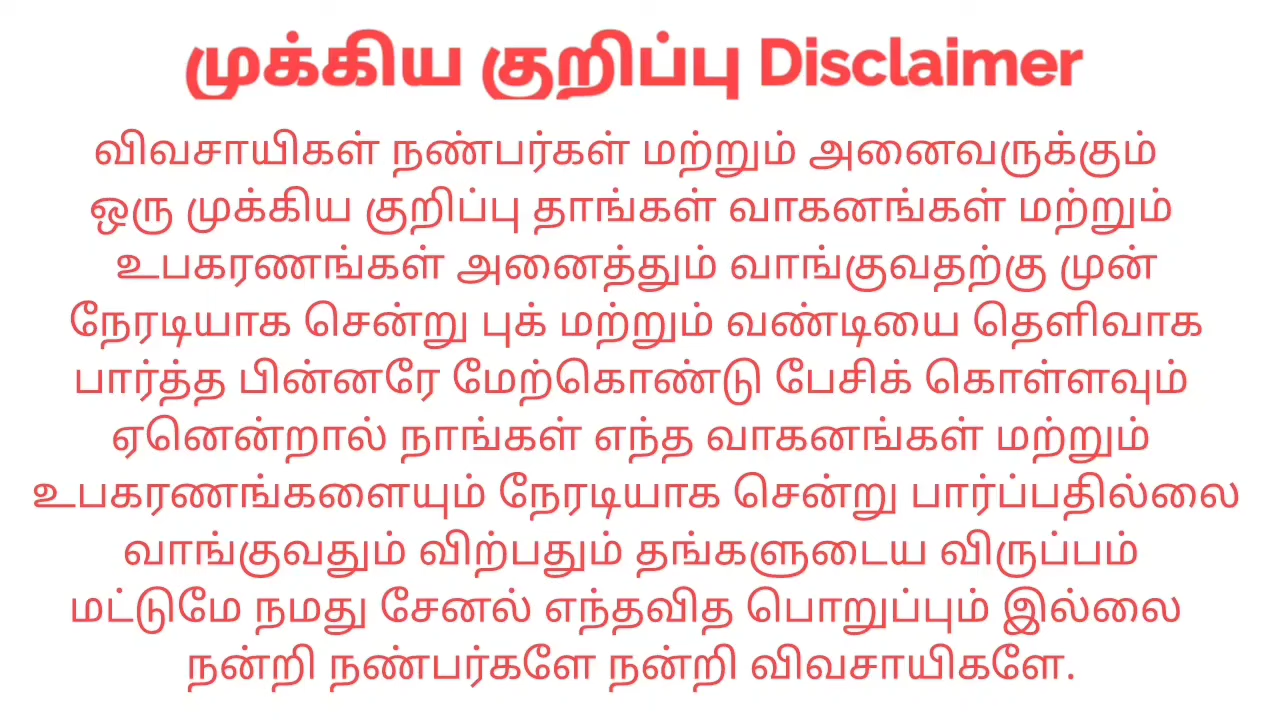 முக்கிய குறிப்பு Disclaimer
விவசாயிகள் நண்பர்கள் மற்றும் அனைவருக்கும்
ஒரு முக்கிய குறிப்பு தாங்கள் வாகனங்கள் மற்றும்
உபகரணங்கள் அனைத்தும் வாங்குவதற்கு முன்
நேரடியாக சென்று புக் மற்றும் வண்டியை தெளிவாக
பார்த்த பின்னரே மேற்கொண்டு பேசிக் கொள்ளவும்
ஏனென்றால் நாங்கள் எந்த வாகனங்கள் மற்றும்
உபகரணங்களையும் நேரடியாக சென்று பார்ப்பதில்லை
வாங்குவதும் விற்பதும் தங்களுடைய விருப்பம்
மட்டுமே நமது சேனல் எந்தவித பொறுப்பும் இல்லை
நன்றி நண்பர்களே நன்றி விவசாயிகளே.